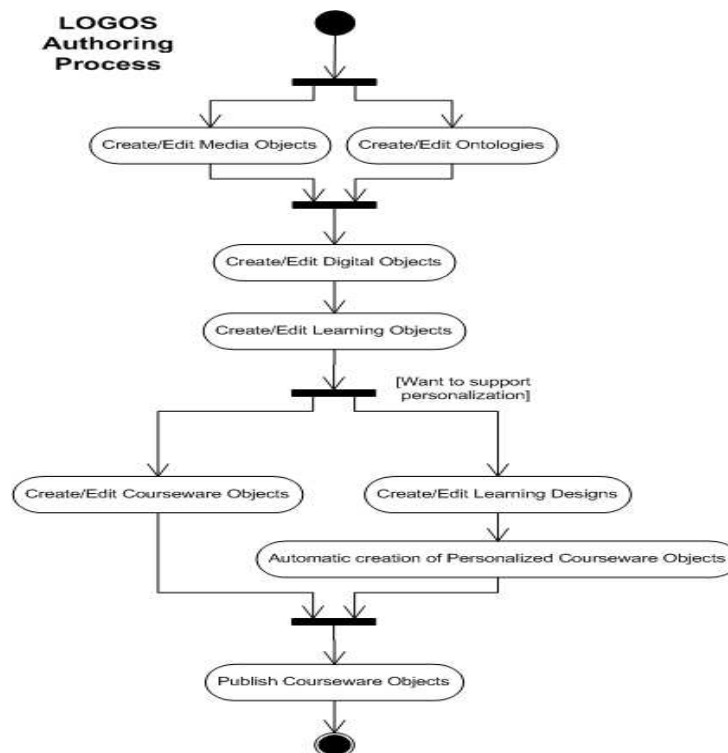 LOGOS
Authoring
Process
Create/Edit Media Objects
Create/Edit Ontologies
Create/Edit Digital Objects
Create/Edit Learning Objects
[Want to support
personalization]
Create/Edit Courseware Objects
Create/Edit Learning Designs
Automatic creation of Personalized Courseware Objects
Publish Courseware Objects